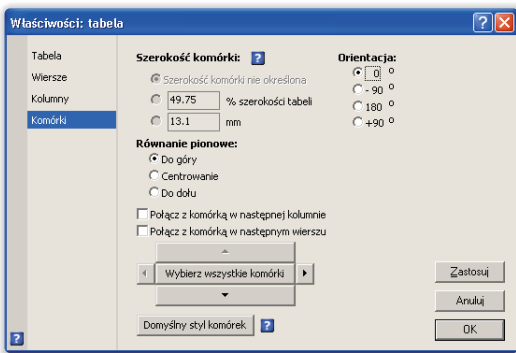 Właściwości: tabela
Tabela
Wiersze
Kolumny
Komórki
Szerokość komórki:
Szerokość komórki nie określona
49.75 % szerokości tabeli
13.1 mm
Równanie pionowe:
Do góry
Centrowanie
Do dołu
Połącz z komórką w następnej kolumnie
Połącz z komórką w następnym wierszu
Wybierz wszystkie komórki
Domyślny styl komórek
Orientacja:
0 °
- 90 °
180 °
+90 °
Zastosuj
Anuluj
OK